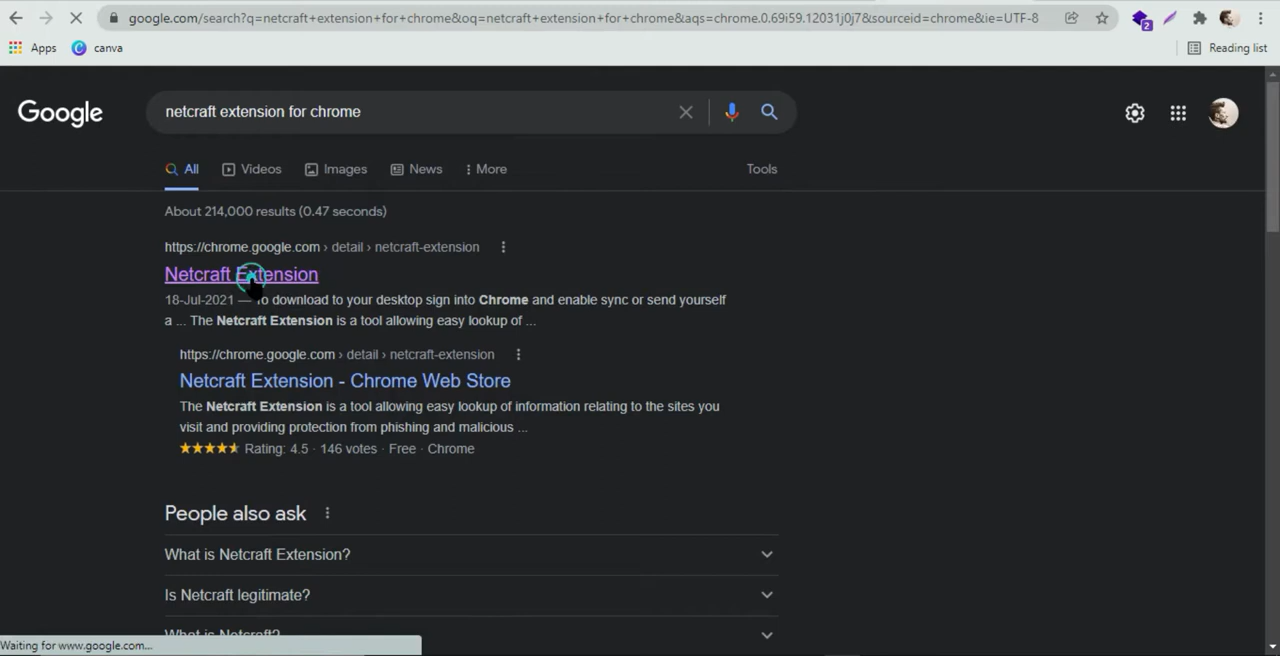 google.com/search?q=netcraft+extension+for+chrome&oq=netcraft+extension+for+chrome&aqs=chrome.0.69i59.12031j0j7&sourceid=chrome&ie=UTF-8
2
Apps canva Reading list
Google netcraft extension for chrome
All Videos Images News More Tools
About 214,000 results (0.47 seconds)
https://chrome.google.com › detail › netcraft-extension
Netcraft Extension
18-Jul-2021 — To download to your desktop sign into Chrome and enable sync or send yourself
a ... The Netcraft Extension is a tool allowing easy lookup of ...
https://chrome.google.com › detail › netcraft-extension
Netcraft Extension - Chrome Web Store
The Netcraft Extension is a tool allowing easy lookup of information relating to the sites you
visit and providing protection from phishing and malicious ...
Rating: 4.5 · 146 votes · Free · Chrome
People also ask
What is Netcraft Extension?
Is Netcraft legitimate?
What is Netcraft?
Waiting for www.google.com...